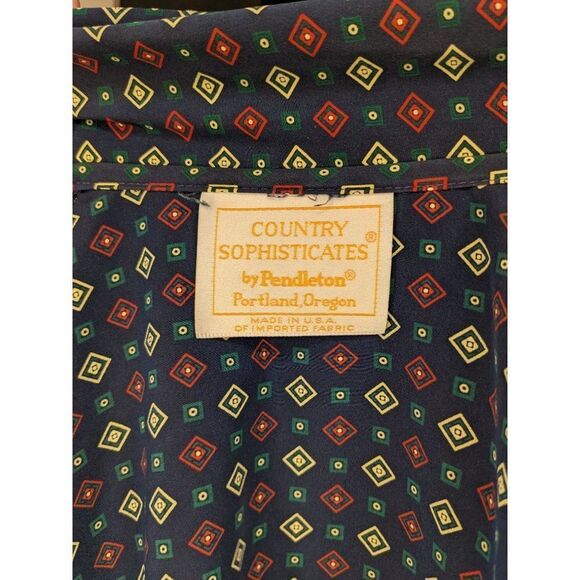 COUNTRY
SOPHISTICATES®
by Pendleton®
Portland, Oregon
MADE IN U.S.A.
OF IMPORTED FABRIC